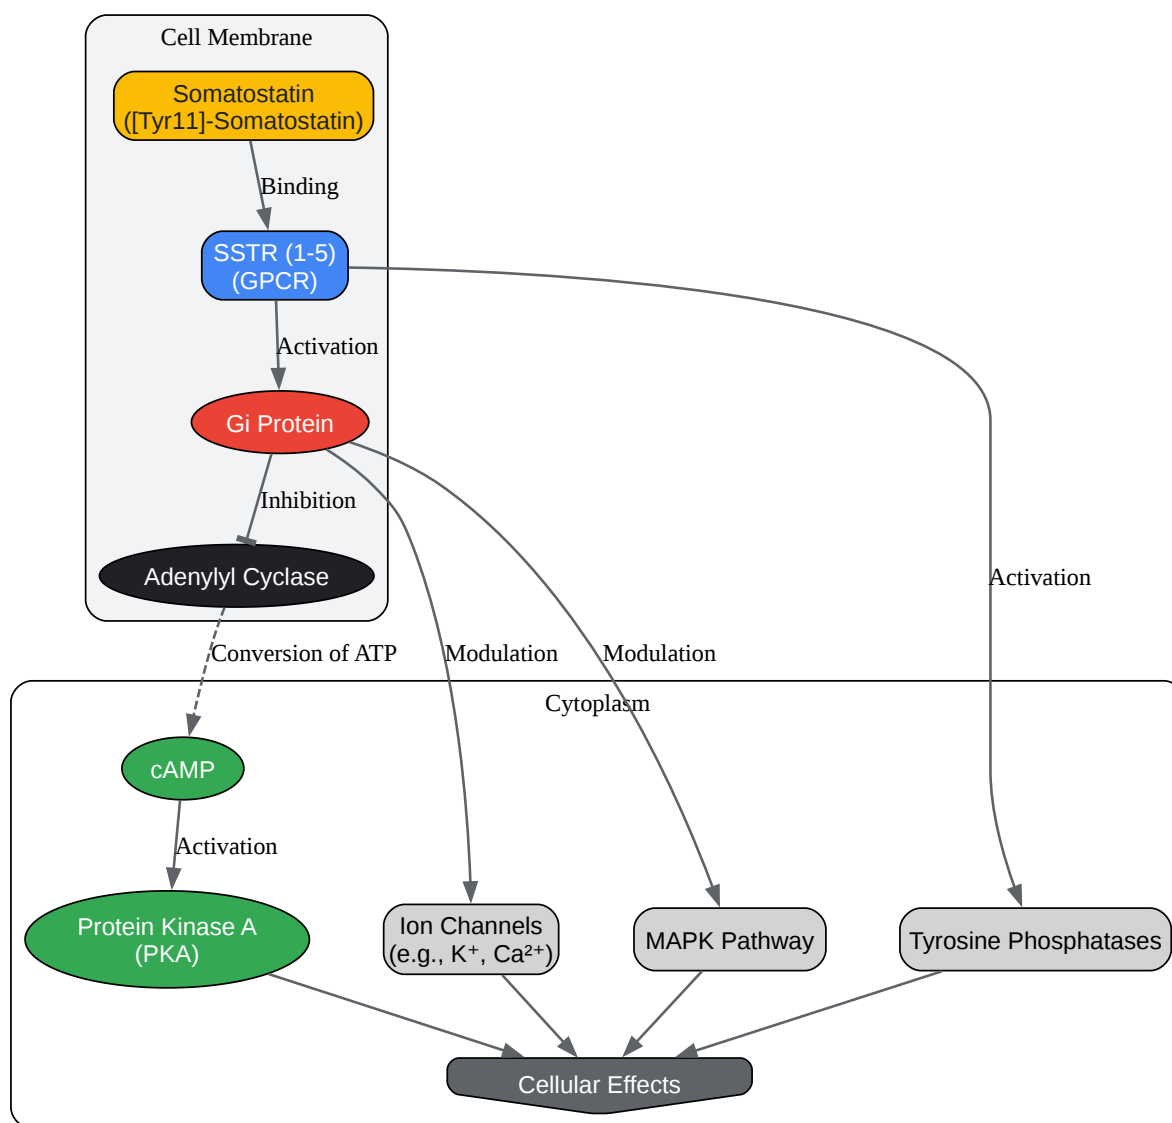 Cell Membrane
Somatostatin
([Tyr11]-Somatostatin)
Binding
SSTR (1-5)
(GPCR)
Activation
Gi Protein
Inhibition
Adenylyl Cyclase
Activation
Conversion of ATP
Modulation
Modulation
Cytoplasm
cAMP
Activation
Protein Kinase A
(PKA)
Ion Channels
(e.g., K⁺, Ca²⁺)
MAPK Pathway
Tyrosine Phosphatases
Cellular Effects